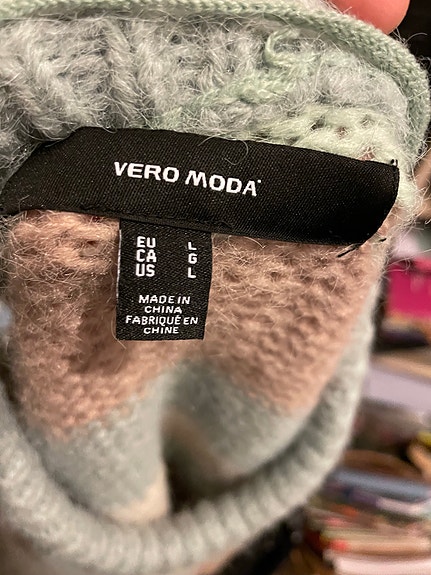 VERO MODA
EU L
CA G
US L
MADE IN
CHINA
FABRIQUÉ EN
CHINE